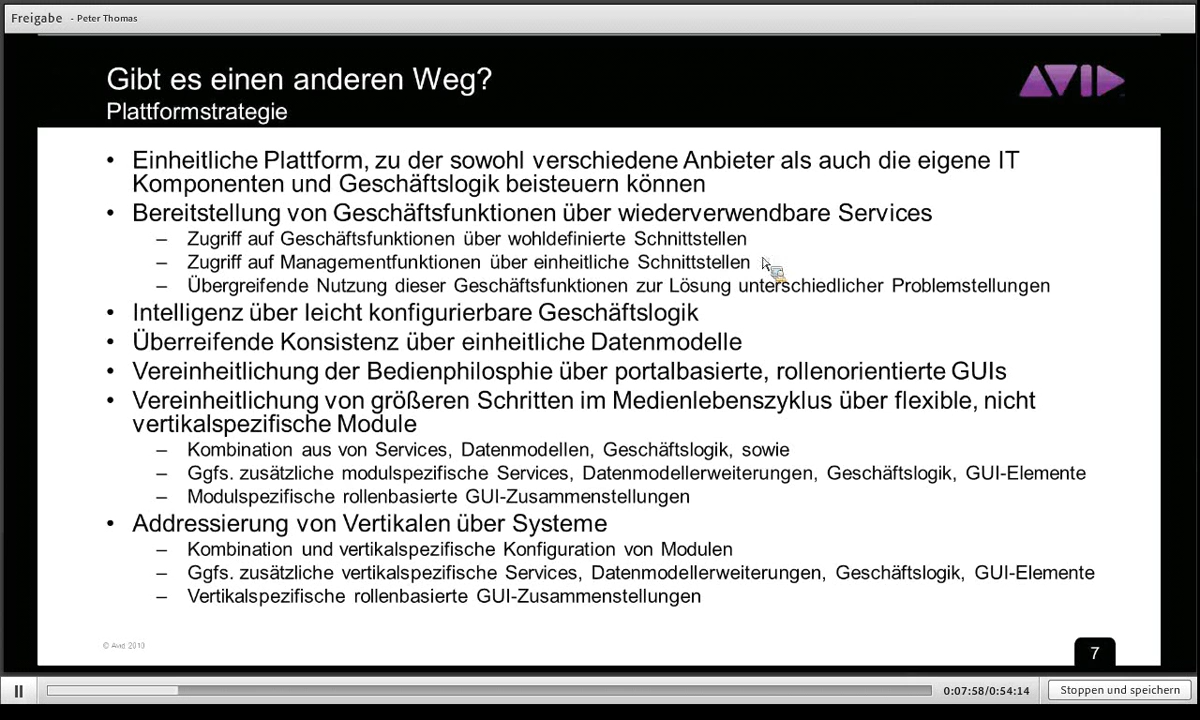 Freigabe - Peter Thomas
Gibt es einen anderen Weg?
AVID
Plattformstrategie
• Einheitliche Plattform, zu der sowohl verschiedene Anbieter als auch die eigene IT
Komponenten und Geschäftslogik beisteuern können
• Bereitstellung von Geschäftsfunktionen über wiederverwendbare Services
– Zugriff auf Geschäftsfunktionen über wohldefinierte Schnittstellen
– Zugriff auf Managementfunktionen über einheitliche Schnittstellen
– Übergreifende Nutzung dieser Geschäftsfunktionen zur Lösung unterschiedlicher Problemstellungen
• Intelligenz über leicht konfigurierbare Geschäftslogik
• Überreifende Konsistenz über einheitliche Datenmodelle
• Vereinheitlichung der Bedienphilosphie über portalbasierte, rollenorientierte GUIs
• Vereinheitlichung von größeren Schritten im Medienlebenszyklus über flexible, nicht
vertikalspezifische Module
– Kombination aus von Services, Datenmodellen, Geschäftslogik, sowie
– Ggfs. zusätzliche modulspezifische Services, Datenmodellerweiterungen, Geschäftslogik, GUI-Elemente
– Modulspezifische rollenbasierte GUI-Zusammenstellungen
• Addressierung von Vertikalen über Systeme
– Kombination und vertikalspezifische Konfiguration von Modulen
– Ggfs. zusätzliche vertikalspezifische Services, Datenmodellerweiterungen, Geschäftslogik, GUI-Elemente
– Vertikalspezifische rollenbasierte GUI-Zusammenstellungen
© Avid 2013
7
0:07:58/0:54:14
Stoppen und speichern